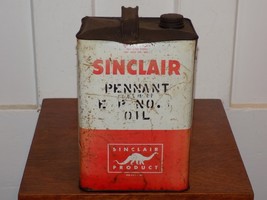 SINCLAIR
PENNANT
E.P. NO. 1
OIL
SINCLAIR
PRODUCT